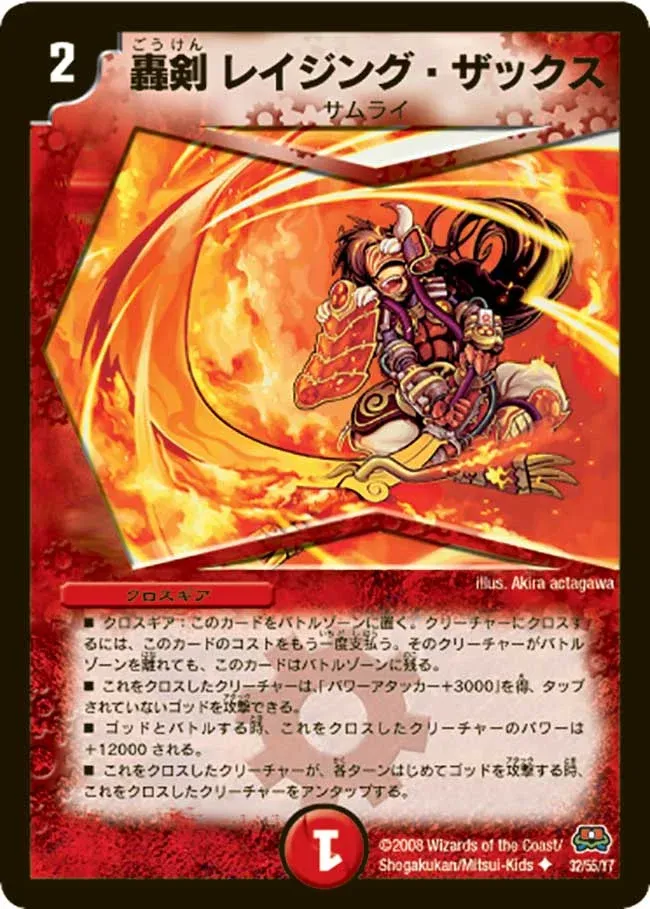 2
ごうけん
轟剣 レイジング・ザックス
サムライ
illus. Akira actagawa
クロスギア
■ クロスギア：このカードをバトルゾーンに置く。クリーチャーにクロスす
るには、このカードのコストをもう一度支払う。そのクリーチャーがバトル
ゾーンを離れても、このカードはバトルゾーンに残る。
■ これをクロスしたクリーチャーは、「パワーアタッカー+3000」を得、タップ
されていないゴッドを攻撃できる。
■ ゴッドとバトルする時、これをクロスしたクリーチャーのパワーは
+12000 される。
■ これをクロスしたクリーチャーが、各ターンはじめてゴッドを攻撃する時、
これをクロスしたクリーチャーをアンタップする。
1
©2008 Wizards of the Coast/
Shogakukan/Mitsui-Kids ◆
32/55/Y7